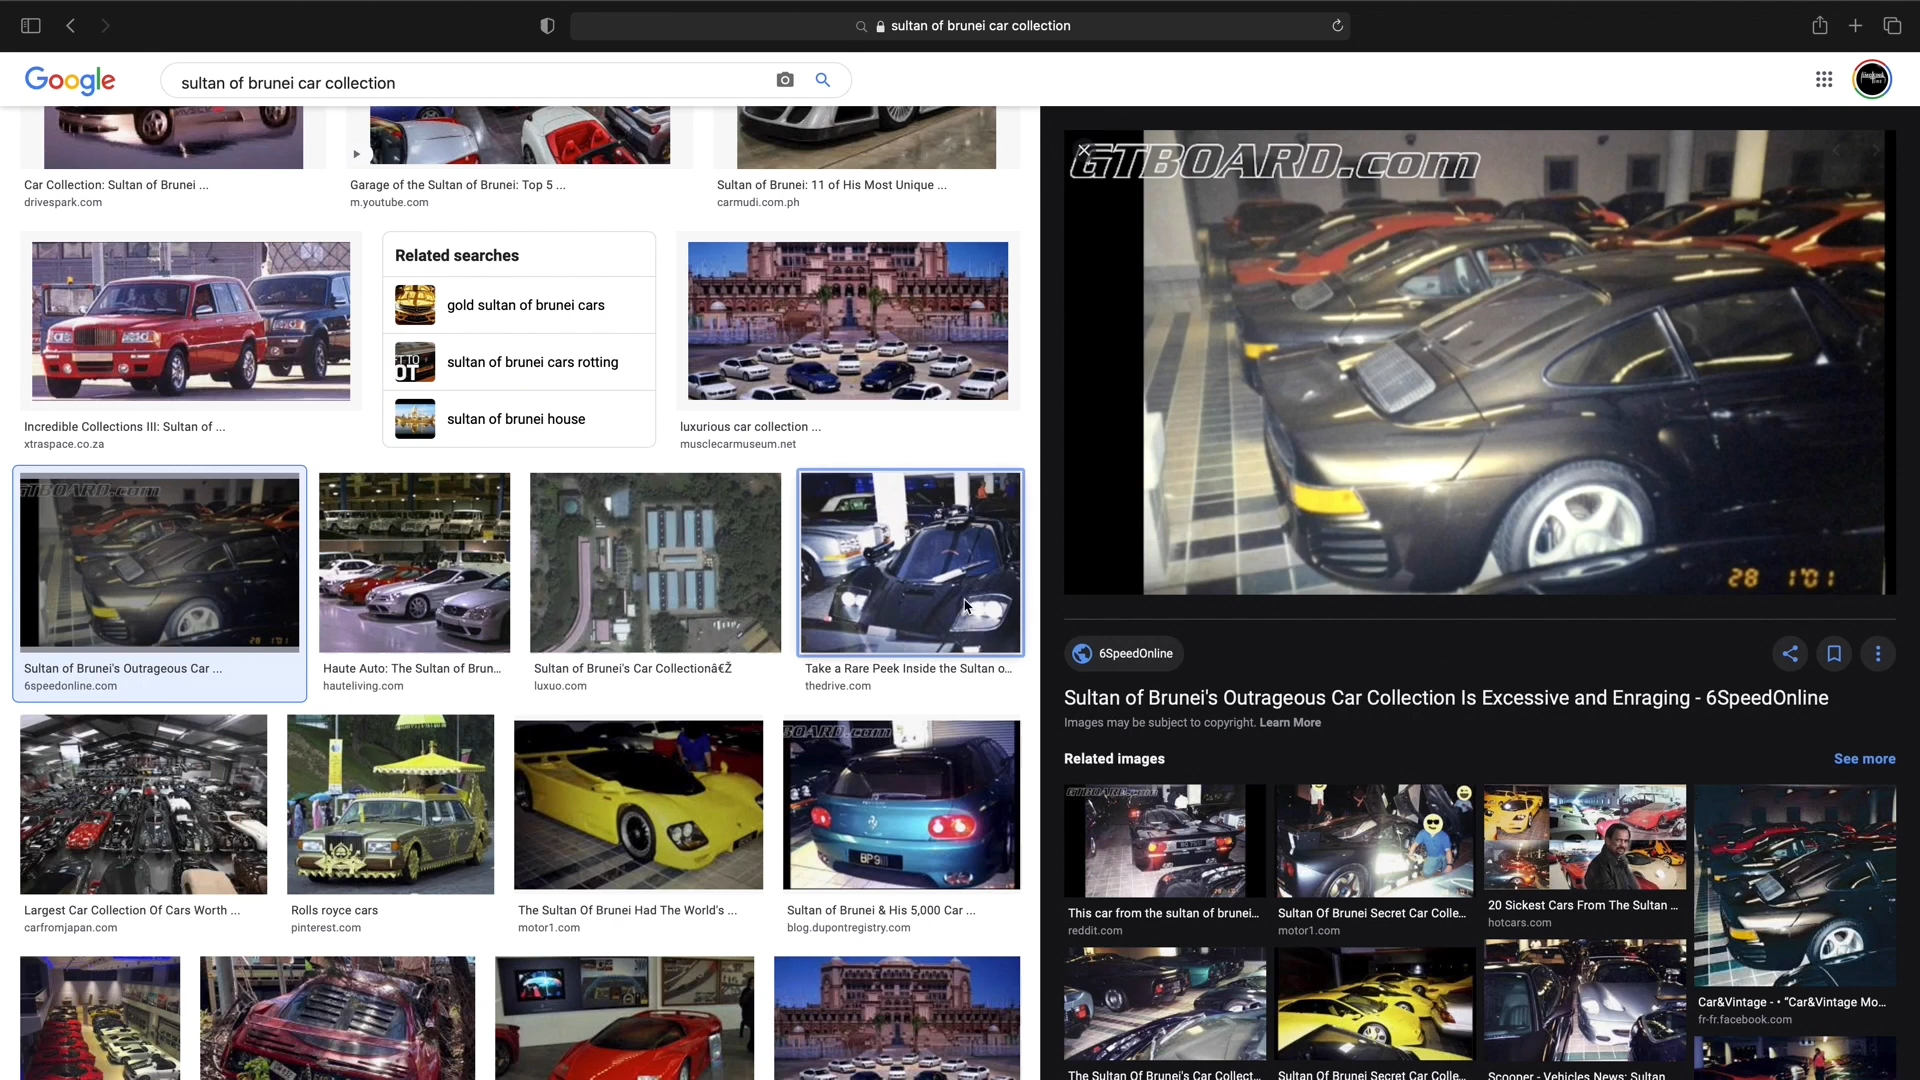 sultan of brunei car collection
Google
sultan of brunei car collection
Car Collection: Sultan of Brunei ...
drivespark.com
Garage of the Sultan of Brunei: Top 5 ...
m.youtube.com
Sultan of Brunei: 11 of His Most Unique ...
carmudi.com.ph
Incredible Collections III: Sultan of ...
xtraspace.co.za
Related searches
gold sultan of brunei cars
sultan of brunei cars rotting
sultan of brunei house
luxurious car collection ...
musclecarmuseum.net
GTBOARD.com
Sultan of Brunei's Outrageous Car ...
6speedonline.com
Haute Auto: The Sultan of Brun...
hauteliving.com
Sultan of Brunei's Car Collectionâ€Ž
luxuo.com
Take a Rare Peek Inside the Sultan o...
thedrive.com
Largest Car Collection Of Cars Worth ...
carfromjapan.com
Rolls royce cars
pinterest.com
The Sultan Of Brunei Had The World's ...
motor1.com
BOARD.com
BP9
Sultan of Brunei & His 5,000 Car ...
blog.dupontregistry.com
GTBOARD.com
28 1'01
6SpeedOnline
Sultan of Brunei's Outrageous Car Collection Is Excessive and Enraging - 6SpeedOnline
Images may be subject to copyright. Learn More
Related images
See more
GTBOARD.com
This car from the sultan of brunei...
reddit.com
Sultan Of Brunei Secret Car Colle...
motor1.com
20 Sickest Cars From The Sultan ...
hotcars.com
Car&Vintage - • "Car&Vintage Mo...
fr-fr.facebook.com
The Sultan Of Brunei's Car Collect...
Sultan Of Brunei Secret Car Colle...
Scooper - Vehicles News: Sultan